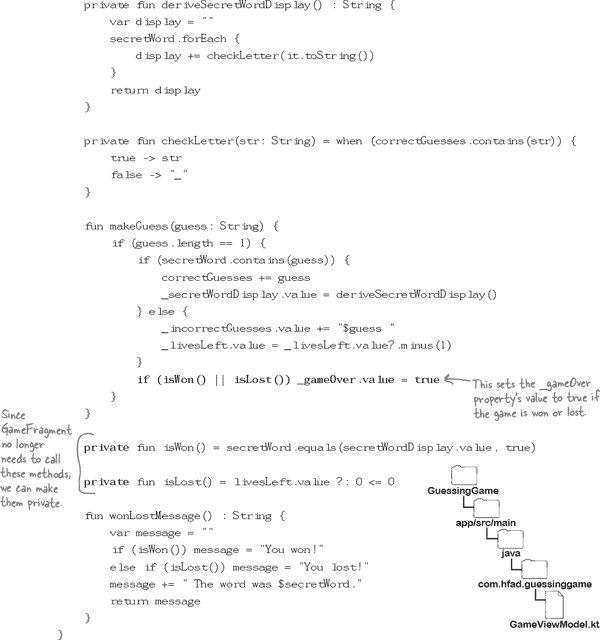 private fun deriveSecretWordDisplay() : String {
var display = ""
secretWord.forEach {
display += checkLetter(it.toString())
}
return display
}
private fun checkLetter(str: String) = when (correctGuesses.contains(str)) {
true -> str
false -> "_"
}
fun makeGuess(guess: String) {
if (guess.length == 1) {
if (secretWord.contains(guess)) {
correctGuesses += guess
_secretWordDisplay.value = deriveSecretWordDisplay()
} else {
_incorrectGuesses.value += "$guess "
_livesLeft.value = _livesLeft.value?.minus(1)
}
if (isWon() || isLost()) _gameOver.value = true
}
}
This sets the _gameOver
property's value to true if
the game is won or lost.
Since
GameFragment
no longer
needs to call
these methods,
we can make
them private.
private fun isWon() = secretWord.equals(secretWordDisplay.value, true)
private fun isLost() = livesLeft.value ?: 0 <= 0
fun wonLostMessage() : String {
var message = ""
if (isWon()) message = "You won!"
else if (isLost()) message = "You lost!"
message += " The word was $secretWord."
return message
}
}
GuessingGame
app/src/main
java
com.hfad.guessinggame
GameViewModel.kt